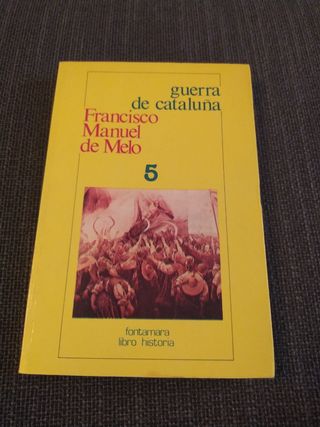 guerra
de cataluña
Francisco
Manuel
de Melo
5
fontamara
libro historia